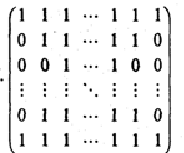 1 1 1 ⋯ 1 1 1
0 1 1 ⋯ 1 1 0
0 0 1 ⋯ 1 0 0
⋮ ⋮ ⋮ ⋱ ⋮ ⋮ ⋮
0 1 1 ⋯ 1 1 0
1 1 1 ⋯ 1 1 1